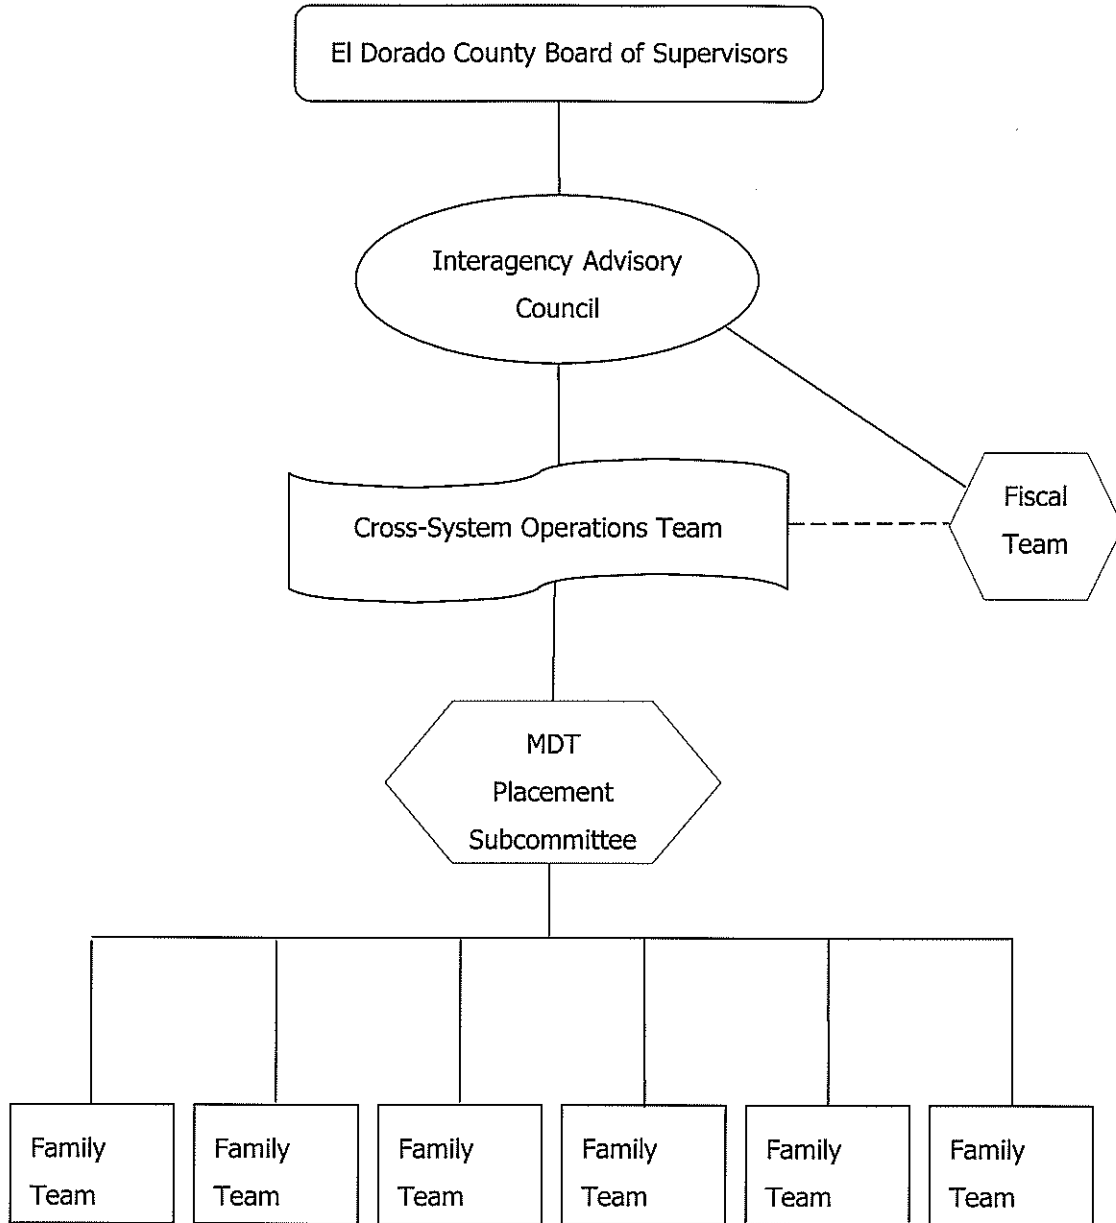 El Dorado County Board of Supervisors
Interagency Advisory
Council
Cross-System Operations Team
Fiscal
Team
MDT
Placement
Subcommittee
Family
Team
Family
Team
Family
Team
Family
Team
Family
Team
Family
Team